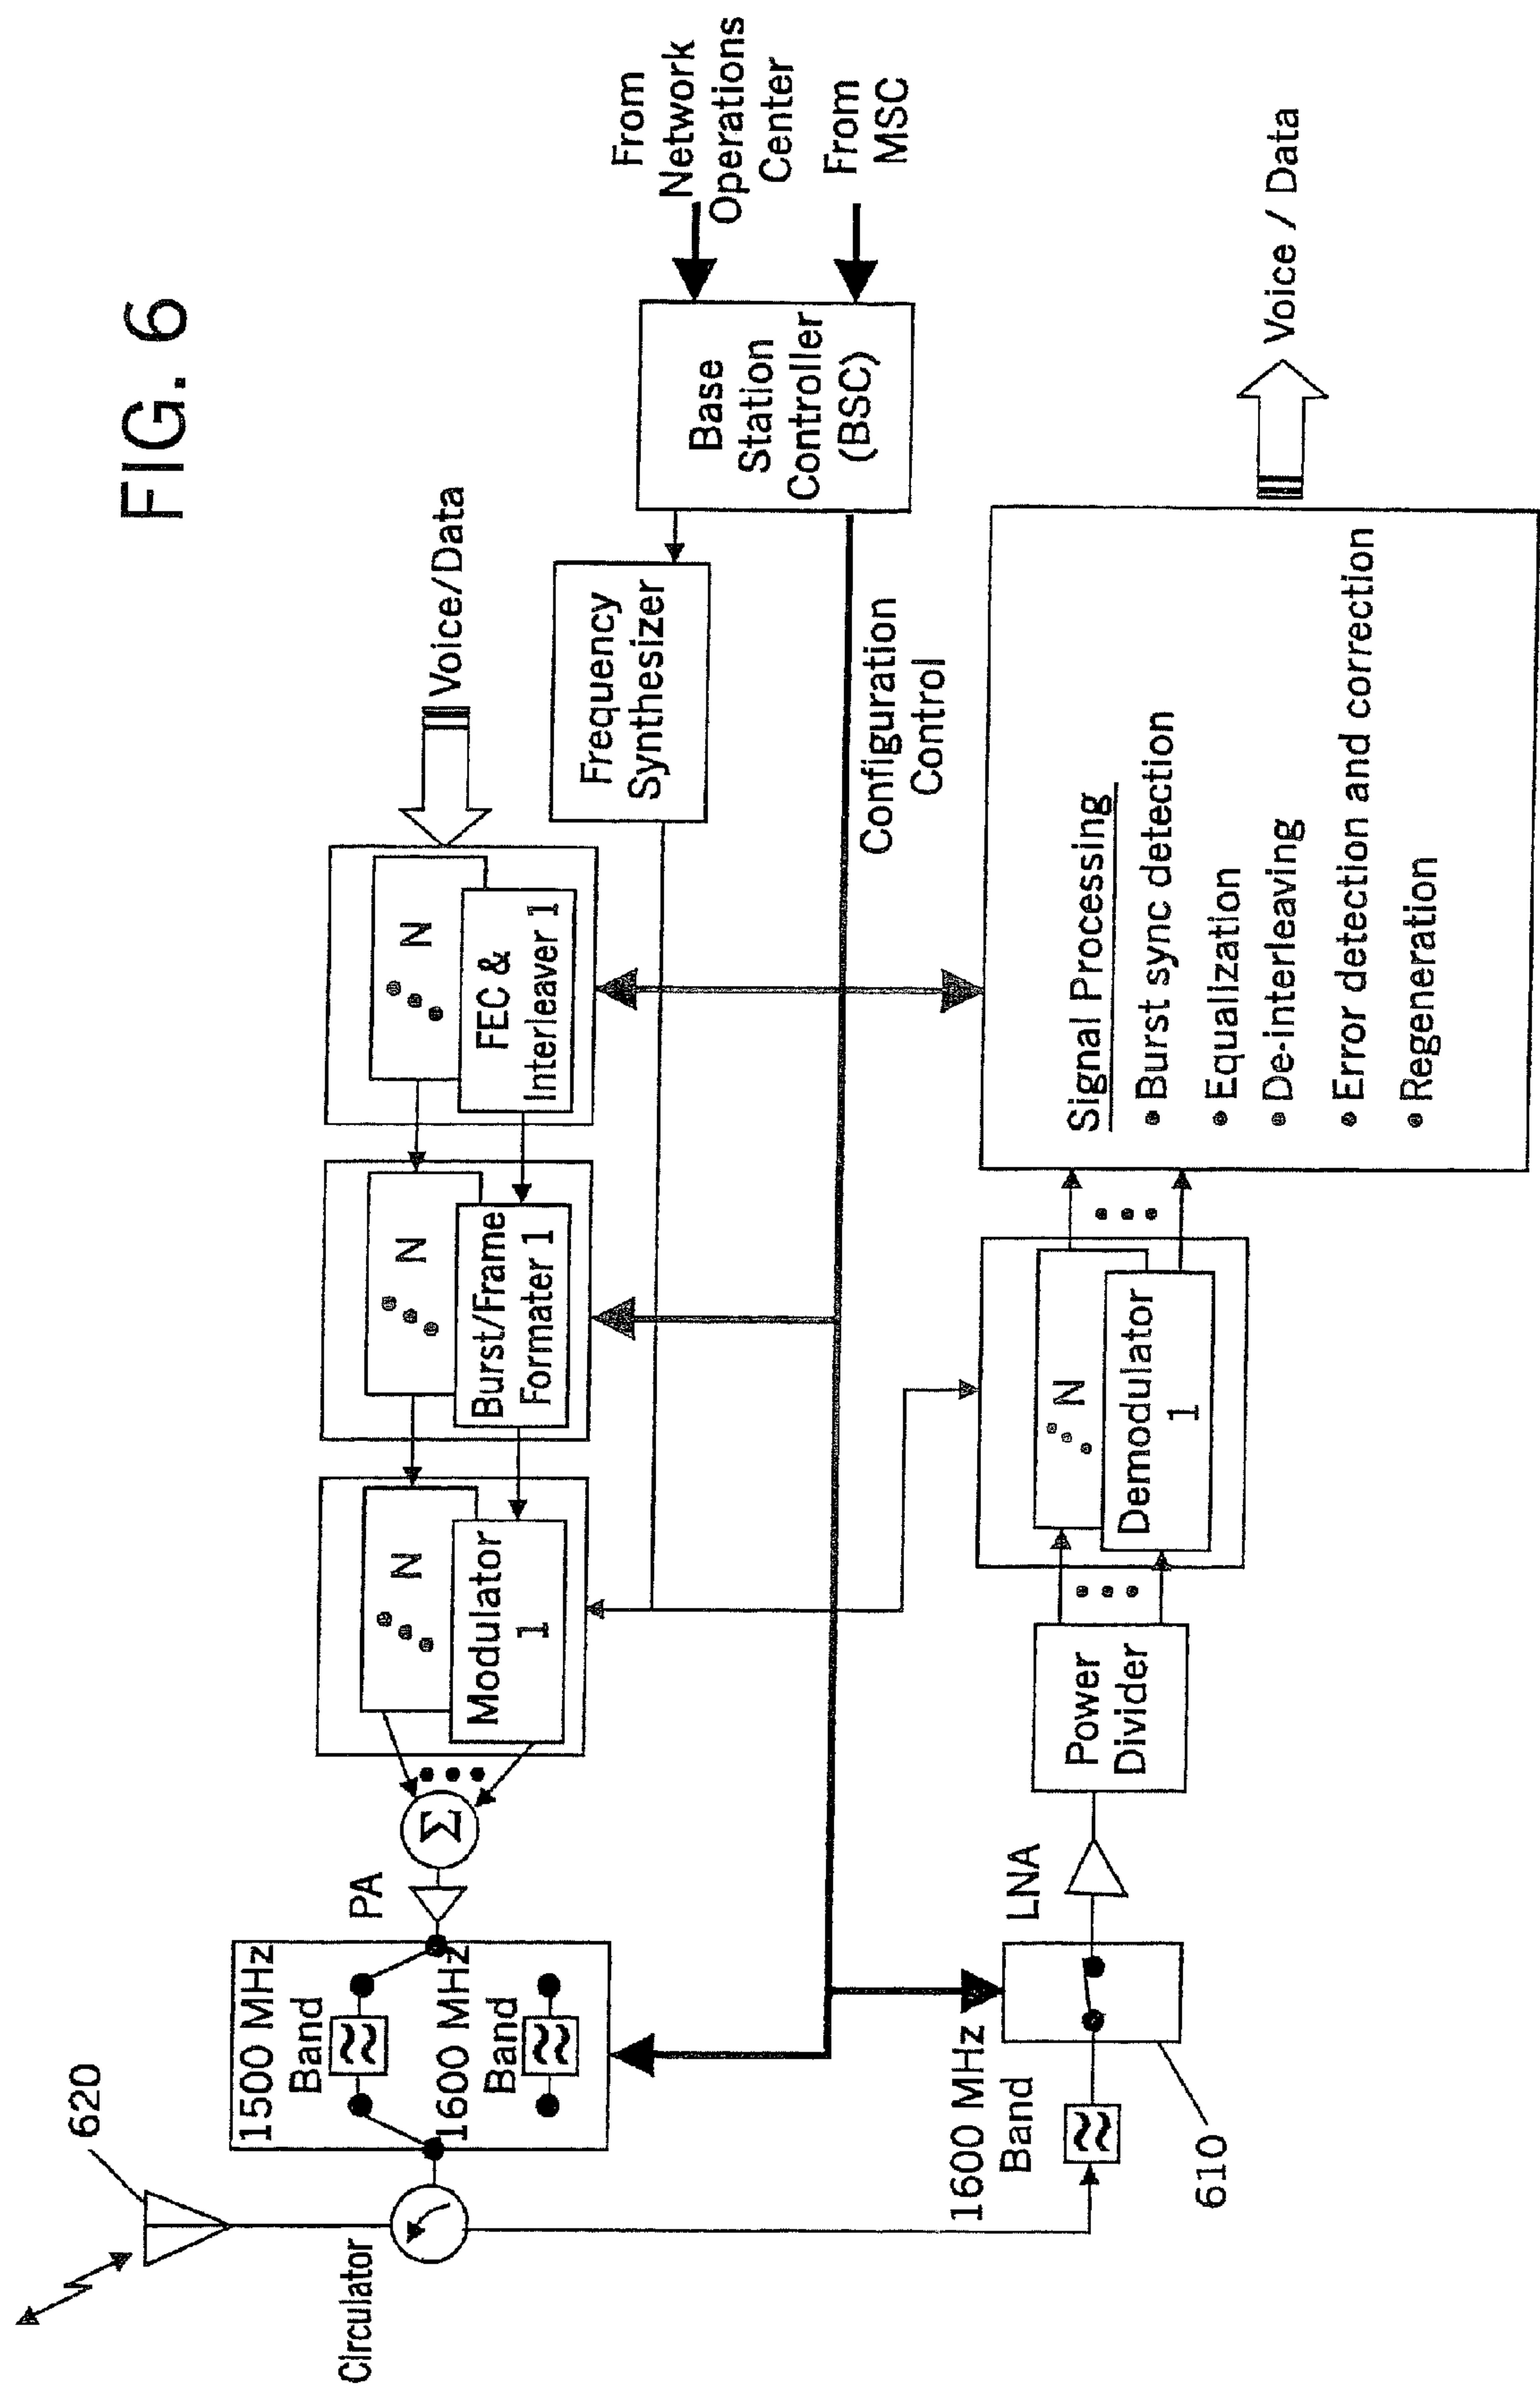 FIG. 6
620
Circulator
1500 MHz
Band
1600 MHz
Band
PA
Σ
N
Modulator
1
N
Burst/Frame
Formater 1
N
FEC &
Interleaver 1
Voice/Data
Frequency
Synthesizer
Base
Station
Controller
(BSC)
From
Network
Operations
Center
From
MSC
Configuration
Control
1600 MHz
Band
610
LNA
Power
Divider
N
Demodulator
1
Signal Processing
• Burst sync detection
• Equalization
• De-interleaving
• Error detection and correction
• Regeneration
Voice / Data